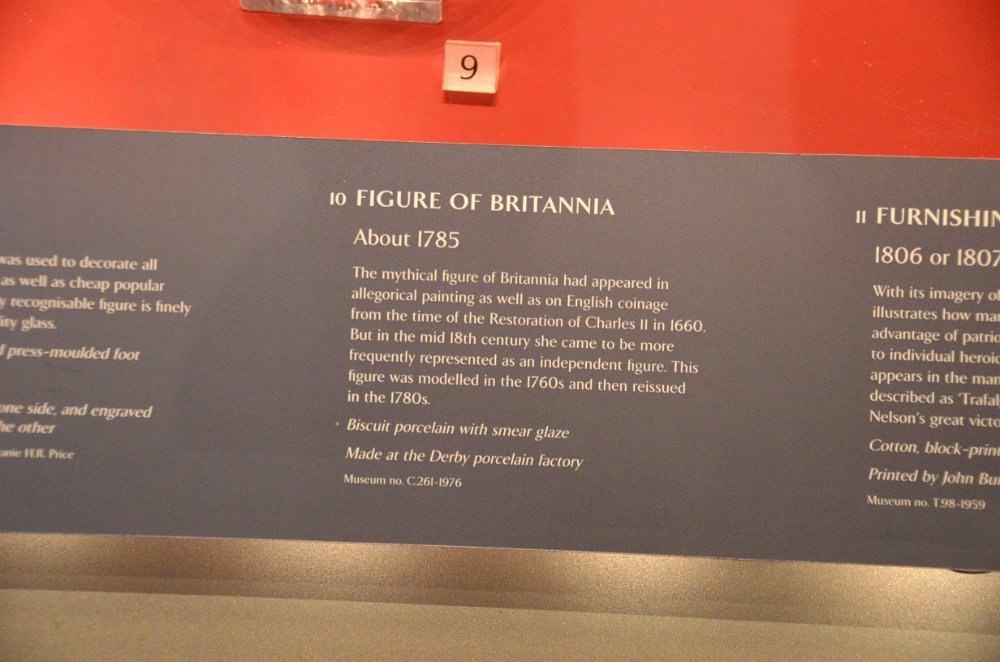 9
was used to decorate all
as well as cheap popular
recognisable figure is finely
glass.
press-moulded foot
one side, and engraved
the other
H.R. Price
10 FIGURE OF BRITANNIA
About 1785
The mythical figure of Britannia had appeared in
allegorical painting as well as on English coinage
from the time of the Restoration of Charles II in 1660.
But in the mid 18th century she came to be more
frequently represented as an independent figure. This
figure was modelled in the 1760s and then reissued
in the 1780s.
Biscuit porcelain with smear glaze
Made at the Derby porcelain factory
Museum no. C.261-1976
11 FURNISHIN
1806 or 1807
With its imagery of
illustrates how man
advantage of patrio
to individual heroic
appears in the man
described as 'Trafal
Nelson's great victo
Cotton, block-print
Printed by John Bu
Museum no. T.98-1959